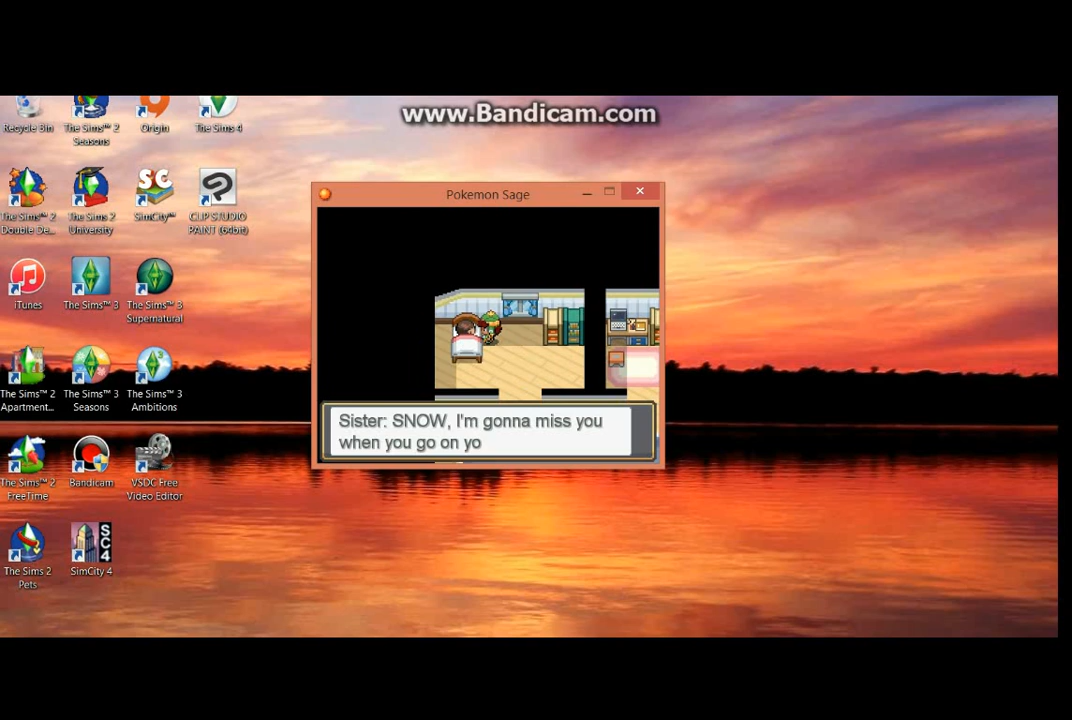 www.Bandicam.com
Recycle Bin
The Sims™ 2
Seasons
Origin
The Sims 4
Pokemon Sage
SC
The Sims™ 2
Double De...
The Sims 2
University
SimCity™
CLIP STUDIO
PAINT (64bit)
iTunes
The Sims™ 3
The Sims™ 3
Supernatural
The Sims™ 2
Apartment...
The Sims™ 3
Seasons
The Sims™ 3
Ambitions
Sister: SNOW, I'm gonna miss you
when you go on yo
The Sims™ 2
FreeTime
Bandicam
VSDC Free
Video Editor
SC4
The Sims 2
Pets
SimCity 4